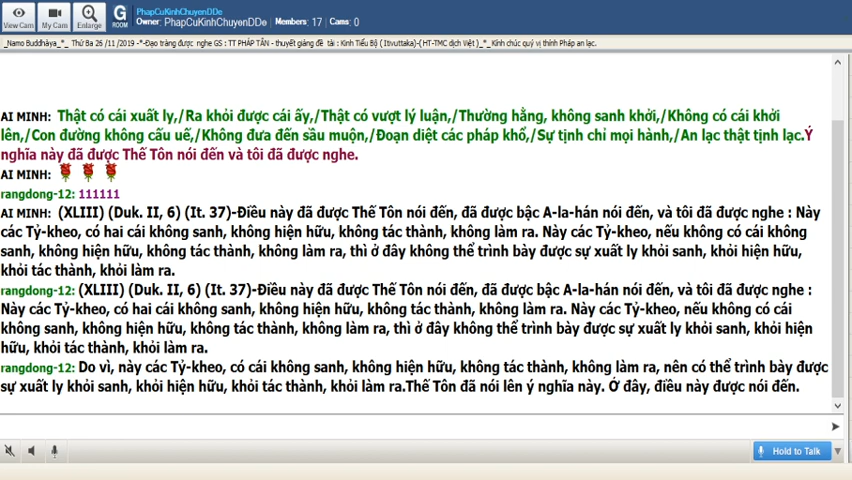 View Cam
My Cam
Enlarge
G
ROOM
PhapCuKinhChuyenDDe
Owner: PhapCuKinhChuyenDDe | Members: 17 | Cams: 0
_Namo Buddhàya_*_ Thứ Ba 26 /11 /2019 -*-Đạo tràng được nghe GS : TT PHÁP TÂN - thuyết giảng đề tài : Kinh Tiểu Bộ ( Itivuttaka)-( HT-TMC dịch Việt )_*_Kính chúc quý vị thính Pháp an lạc.
AI MINH: Thật có cái xuất ly,/Ra khỏi được cái ấy,/Thật có vượt lý luận,/Thường hằng, không sanh khởi,/Không có cái khởi
lên,/Con đường không cấu uế,/Không đưa đến sầu muộn,/Đoạn diệt các pháp khổ,/Sự tịnh chỉ mọi hành,/An lạc thật tịnh lạc.Ý
nghĩa này đã được Thế Tôn nói đến và tôi đã được nghe.
AI MINH:
rangdong-12: 111111
AI MINH: (XLIII) (Duk. II, 6) (It. 37)-Điều này đã được Thế Tôn nói đến, đã được bậc A-la-hán nói đến, và tôi đã được nghe : Này
các Tỷ-kheo, có hai cái không sanh, không hiện hữu, không tác thành, không làm ra. Này các Tỷ-kheo, nếu không có cái không
sanh, không hiện hữu, không tác thành, không làm ra, thì ở đây không thể trình bày được sự xuất ly khỏi sanh, khỏi hiện hữu,
khỏi tác thành, khỏi làm ra.
rangdong-12: (XLIII) (Duk. II, 6) (It. 37)-Điều này đã được Thế Tôn nói đến, đã được bậc A-la-hán nói đến, và tôi đã được nghe :
Này các Tỷ-kheo, có hai cái không sanh, không hiện hữu, không tác thành, không làm ra. Này các Tỷ-kheo, nếu không có cái
không sanh, không hiện hữu, không tác thành, không làm ra, thì ở đây không thể trình bày được sự xuất ly khỏi sanh, khỏi hiện
hữu, khỏi tác thành, khỏi làm ra.
rangdong-12: Do vì, này các Tỷ-kheo, có cái không sanh, không hiện hữu, không tác thành, không làm ra, nên có thể trình bày được
sự xuất ly khỏi sanh, khỏi hiện hữu, khỏi tác thành, khỏi làm ra.Thế Tôn đã nói lên ý nghĩa này. Ở đây, điều này được nói đến.
Hold to Talk